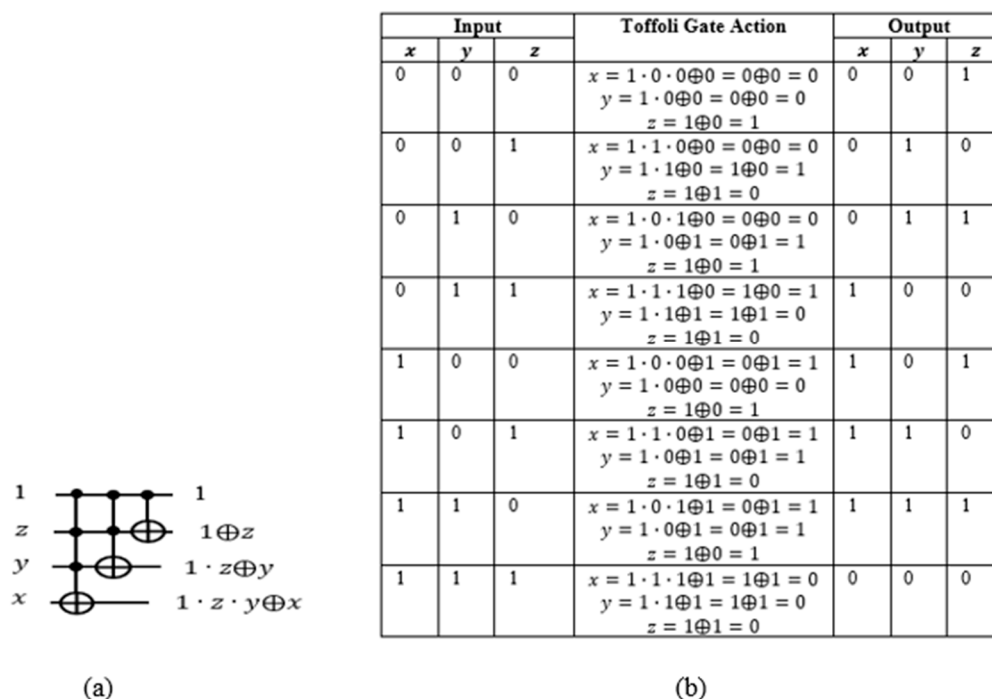 1 1
z 1⊕z
y 1 · z⊕y
x 1 · z · y⊕x
(a)
Input Toffoli Gate Action Output
x y z x y z
0 0 0 x = 1 · 0 · 0⊕0 = 0⊕0 = 0 0 0 1
y = 1 · 0⊕0 = 0⊕0 = 0
z = 1⊕0 = 1
0 0 1 x = 1 · 1 · 0⊕0 = 0⊕0 = 0 0 1 0
y = 1 · 1⊕0 = 1⊕0 = 1
z = 1⊕1 = 0
0 1 0 x = 1 · 0 · 1⊕0 = 0⊕0 = 0 0 1 1
y = 1 · 0⊕1 = 0⊕1 = 1
z = 1⊕0 = 1
0 1 1 x = 1 · 1 · 1⊕0 = 1⊕0 = 1 1 0 0
y = 1 · 1⊕1 = 1⊕1 = 0
z = 1⊕1 = 0
1 0 0 x = 1 · 0 · 0⊕1 = 0⊕1 = 1 1 0 1
y = 1 · 0⊕0 = 0⊕0 = 0
z = 1⊕0 = 1
1 0 1 x = 1 · 1 · 0⊕1 = 0⊕1 = 1 1 1 0
y = 1 · 0⊕1 = 0⊕1 = 1
z = 1⊕1 = 0
1 1 0 x = 1 · 0 · 1⊕1 = 0⊕1 = 1 1 1 1
y = 1 · 0⊕1 = 0⊕1 = 1
z = 1⊕0 = 1
1 1 1 x = 1 · 1 · 1⊕1 = 1⊕1 = 0 0 0 0
y = 1 · 1⊕1 = 1⊕1 = 0
z = 1⊕1 = 0
(b)